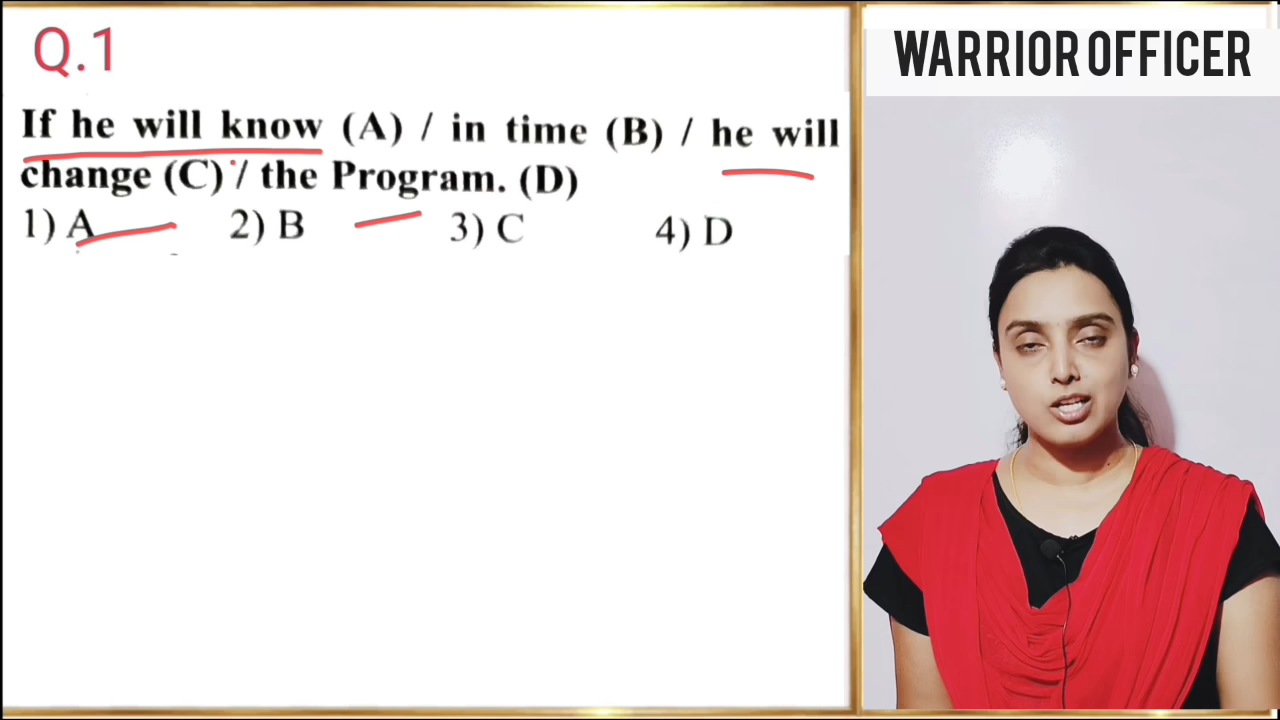 Q.1
WARRIOR OFFICER
If he will know (A) / in time (B) / he will
change (C) / the Program. (D)
1) A 2) B 3) C 4) D